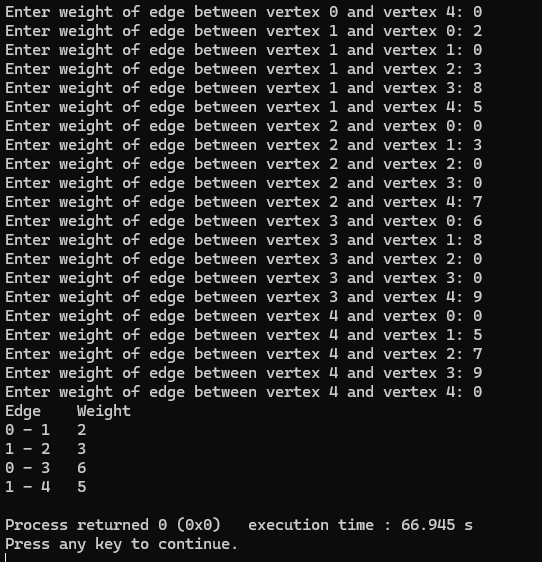 Enter weight of edge between vertex 0 and vertex 4: 0
Enter weight of edge between vertex 1 and vertex 0: 2
Enter weight of edge between vertex 1 and vertex 1: 0
Enter weight of edge between vertex 1 and vertex 2: 3
Enter weight of edge between vertex 1 and vertex 3: 8
Enter weight of edge between vertex 1 and vertex 4: 5
Enter weight of edge between vertex 2 and vertex 0: 0
Enter weight of edge between vertex 2 and vertex 1: 3
Enter weight of edge between vertex 2 and vertex 2: 0
Enter weight of edge between vertex 2 and vertex 3: 0
Enter weight of edge between vertex 2 and vertex 4: 7
Enter weight of edge between vertex 3 and vertex 0: 6
Enter weight of edge between vertex 3 and vertex 1: 8
Enter weight of edge between vertex 3 and vertex 2: 0
Enter weight of edge between vertex 3 and vertex 3: 0
Enter weight of edge between vertex 3 and vertex 4: 9
Enter weight of edge between vertex 4 and vertex 0: 0
Enter weight of edge between vertex 4 and vertex 1: 5
Enter weight of edge between vertex 4 and vertex 2: 7
Enter weight of edge between vertex 4 and vertex 3: 9
Enter weight of edge between vertex 4 and vertex 4: 0
Edge    Weight
0 - 1   2
1 - 2   3
0 - 3   6
1 - 4   5
Process returned 0 (0x0)   execution time : 66.945 s
Press any key to continue.